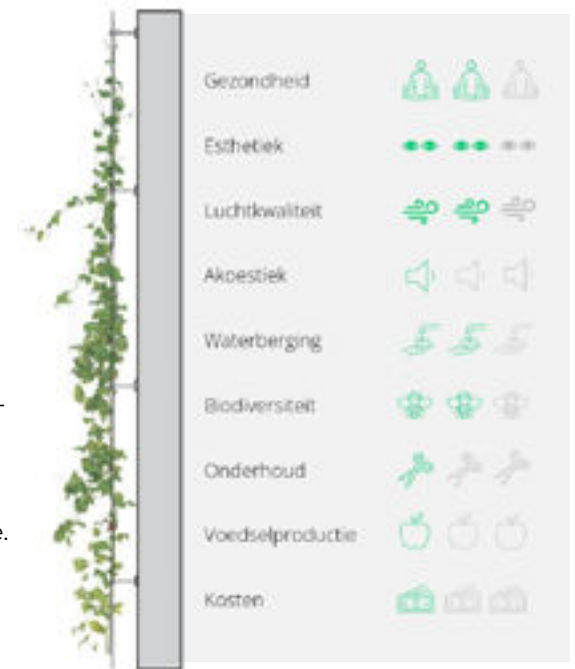 Gezondheid
Esthetiek
Luchtkwaliteit
Akoestiek
Waterberging
-
Biodiversiteit
Onderhoud
e.
Voedselproductie
Kosten